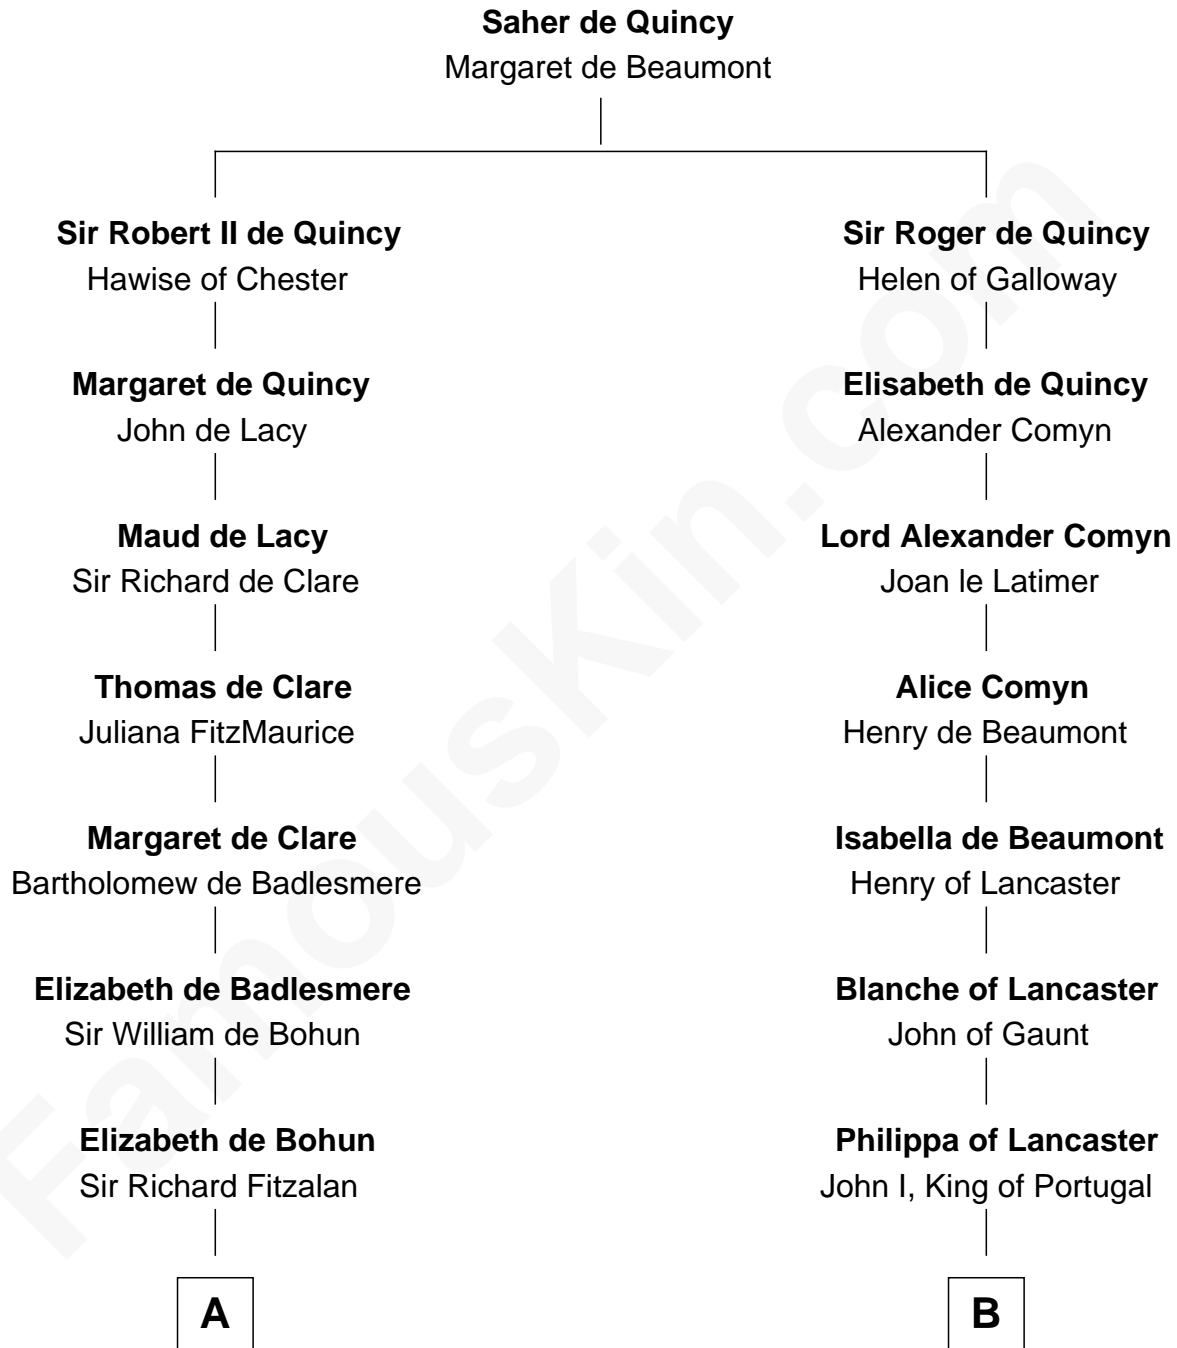 Saher de Quincy
Margaret de Beaumont
Sir Robert II de Quincy
Hawise of Chester
Margaret de Quincy
John de Lacy
Maud de Lacy
Sir Richard de Clare
Thomas de Clare
Juliana FitzMaurice
Margaret de Clare
Bartholomew de Badlesmere
Elizabeth de Badlesmere
Sir William de Bohun
Elizabeth de Bohun
Sir Richard Fitzalan
A
Sir Roger de Quincy
Helen of Galloway
Elisabeth de Quincy
Alexander Comyn
Lord Alexander Comyn
Joan le Latimer
Alice Comyn
Henry de Beaumont
Isabella de Beaumont
Henry of Lancaster
Blanche of Lancaster
John of Gaunt
Philippa of Lancaster
John I, King of Portugal
B
FamousKin.com